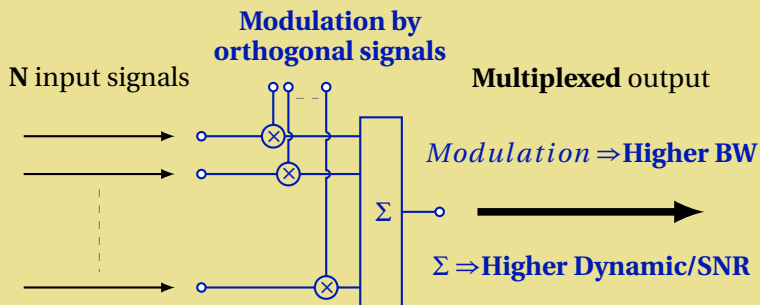 Modulation by
orthogonal signals
N input signals
Multiplexed output
Modulation ⇒Higher BW
Σ
Σ ⇒Higher Dynamic/SNR